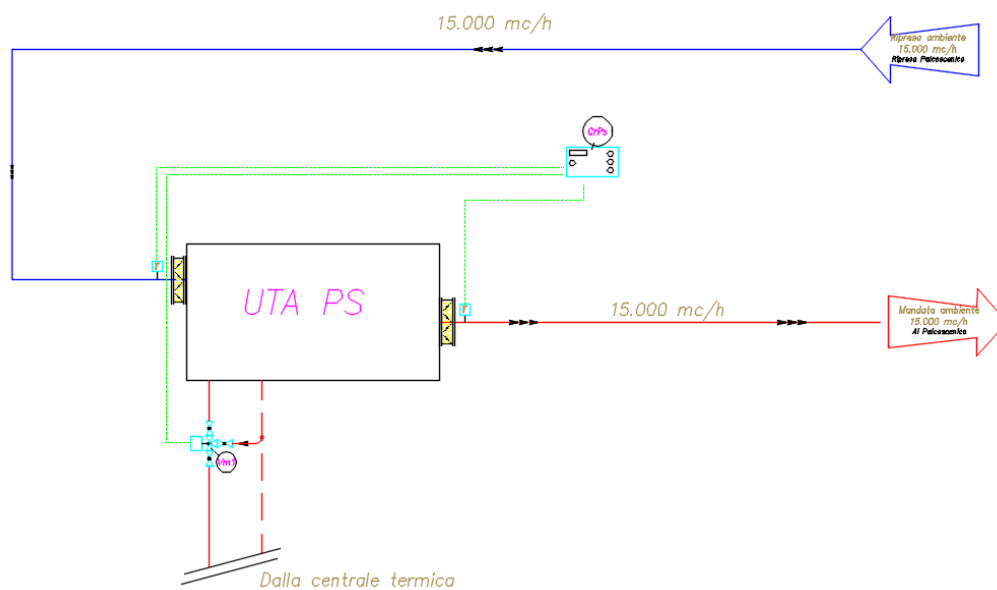 15.000 mc/h
Ripresa ambiente
15.000 mc/h
Ripresa Palcoscenico
CrPs
T
UTA PS
T
15.000 mc/h
Mandata ambiente
15.000 mc/h
Al Palcoscenico
Vm1
Dalla centrale termica